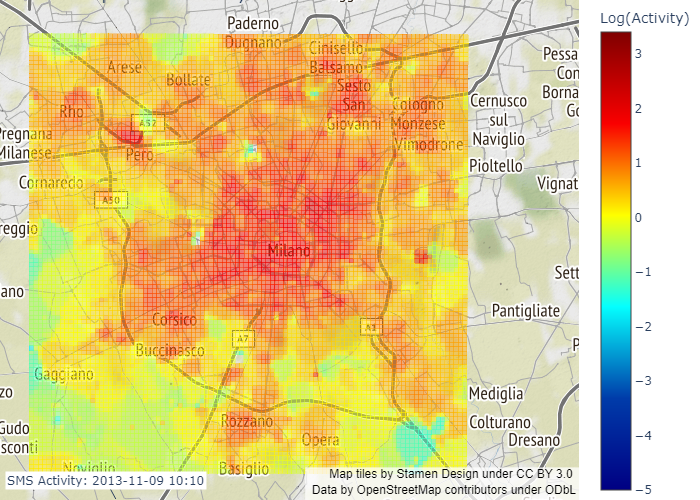 Log(Activity)
Paderno
Dugnano
Cinisello
Balsamo
Arese
Bollate
Sesto
San
Giovanni
Rho
A52
Cologno
Monzese
Vimodrone
Cernusco
sul
Naviglio
Pessa
Con
Borna
Go
Pregnana
Milanese
Pero
Pioltello
Cornaredo
A50
Vignat
reggio
Milano
Sett
ano
Pantigliate
Corsico
A7
A1
Buccinasco
P
Gaggiano
Mediglia
zo
Rozzano
Colturano
Gudo
sconti
Opera
Dresano
Noviglio
Basiglio
SMS Activity: 2013-11-09 10:10
Map tiles by Stamen Design under CC BY 3.0
Data by OpenStreetMap contributors under ODbL
3
2
1
0
−1
−2
−3
−4
−5